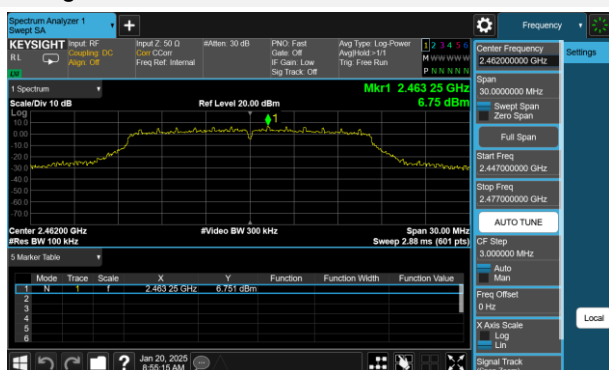 Spectrum Analyzer 1
Swept SA
+
Frequency
KEYSIGHT
RL
Input: RF
Coupling: DC
Align: Off
Input Z: 50 Ω
Corr CCorr
Freq Ref: Internal
#Atten: 30 dB
PNO: Fast
Gate: Off
IF Gain: Low
Sig Track: Off
Avg Type: Log-Power
Avg|Hold:>1/1
Trig: Free Run
1 2 3 4 5 6
M W W W W W
P N N N N N
1 Spectrum
Scale/Div 10 dB
Ref Level 20.00 dBm
Mkr1 2.463 25 GHz
6.75 dBm
Log
10.0
0.00
-10.0
-20.0
-30.0
-40.0
-50.0
-60.0
-70.0
1
Center 2.46200 GHz
#Video BW 300 kHz
Span 30.00 MHz
#Res BW 100 kHz
Sweep 2.88 ms (601 pts)
5 Marker Table
Mode Trace Scale X Y Function Function Width Function Value
1 N 1 f 2.463 25 GHz 6.751 dBm
2
3
4
5
6
?
Jan 20, 2025
8:55:15 AM
Center Frequency
2.462000000 GHz
Settings
Span
30.0000000 MHz
Swept Span
Zero Span
Full Span
Start Freq
2.447000000 GHz
Stop Freq
2.477000000 GHz
AUTO TUNE
CF Step
3.000000 MHz
Auto
Man
Freq Offset
0 Hz
X Axis Scale
Log
Lin
Local
Signal Track